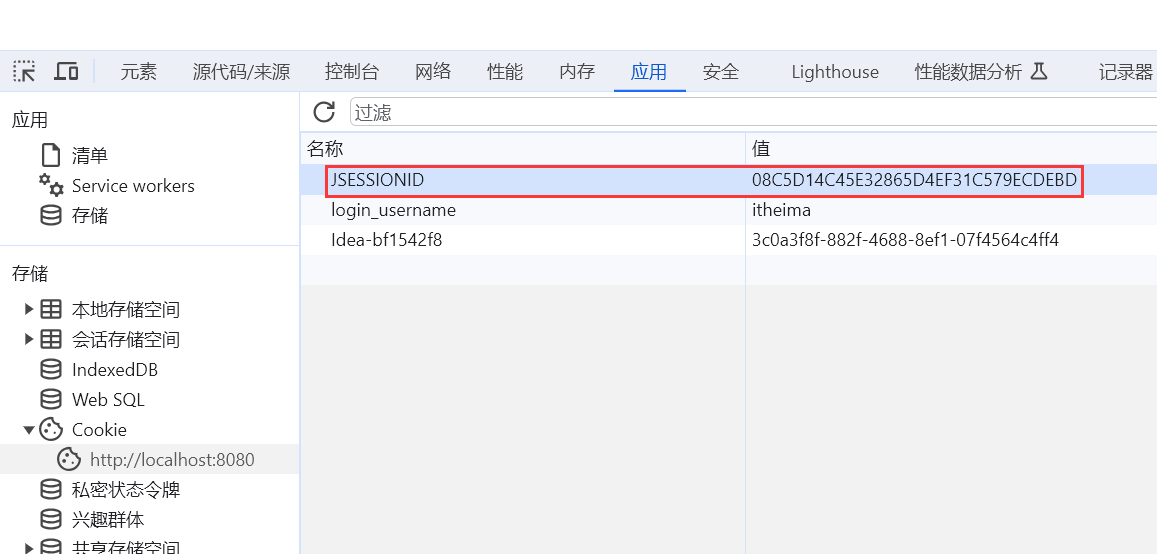 元素 源代码/来源 控制台 网络 性能 内存 应用 安全 Lighthouse 性能数据分析 记录器
应用
清单
Service workers
存储
存储
本地存储空间
会话存储空间
IndexedDB
Web SQL
Cookie
http://localhost:8080
私密状态令牌
兴趣群体
共享存储空间
过滤
名称 值
JSESSIONID 08C5D14C45E32865D4EF31C579ECDEBD
login_username itheima
Idea-bf1542f8 3c0a3f8f-882f-4688-8ef1-07f4564c4ff4